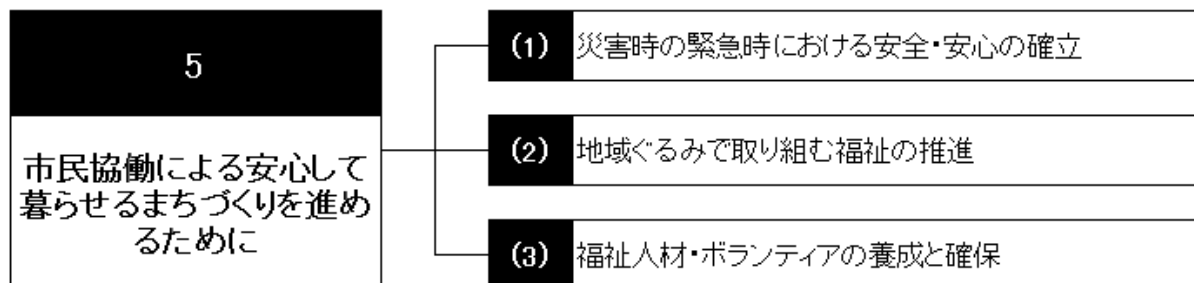 5
市民協働による安心して
暮らせるまちづくりを進め
るために
(1) 災害時の緊急時における安全・安心の確立
(2) 地域ぐるみで取り組む福祉の推進
(3) 福祉人材・ボランティアの養成と確保